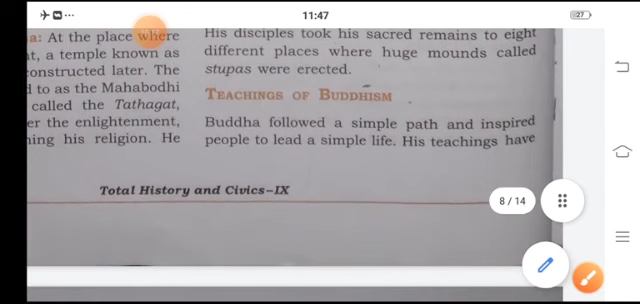 11:47
27
a: At the place where
t, a temple known as
constructed later. The
d to as the Mahabodhi
called the Tathagat,
er the enlightenment,
ning his religion. He
His disciples took his sacred remains to eight
different places where huge mounds called
stupas were erected.
TEACHINGS OF BUDDHISM
Buddha followed a simple path and inspired
people to lead a simple life. His teachings have
Total History and Civics–IX
8 / 14